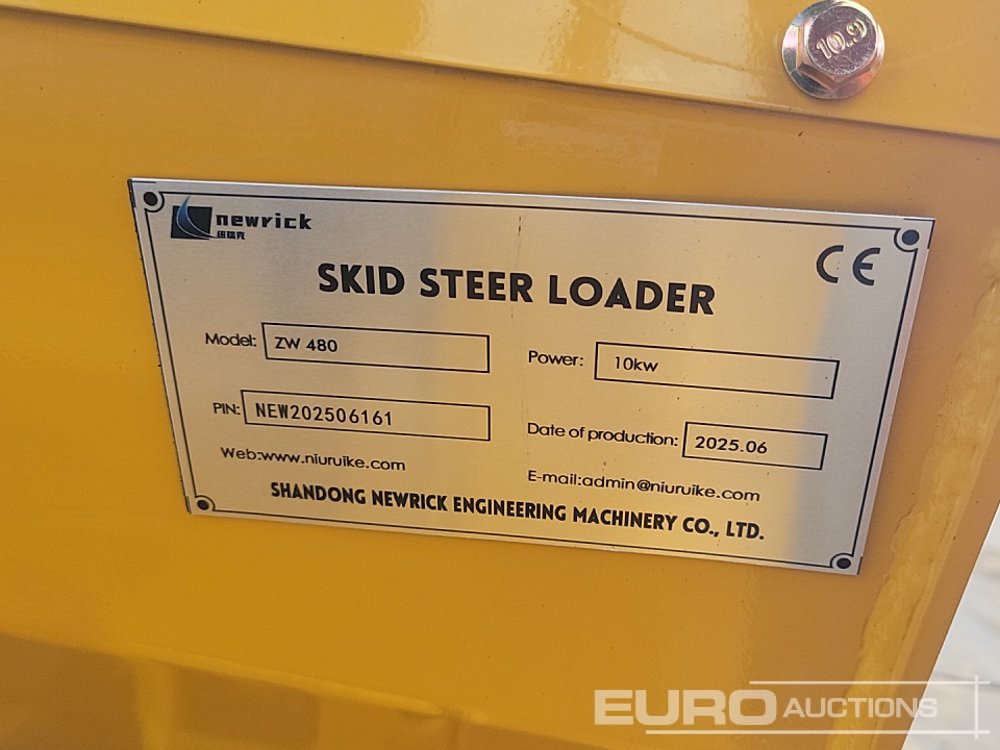 10.9
newrick
纽瑞克
CE
SKID STEER LOADER
Model: ZW 480
Power: 10kw
PIN: NEW202506161
Date of production: 2025.06
Web:www.niuruike.com
E-mail:admin@niuruike.com
SHANDONG NEWRICK ENGINEERING MACHINERY CO., LTD.
EURO AUCTIONS